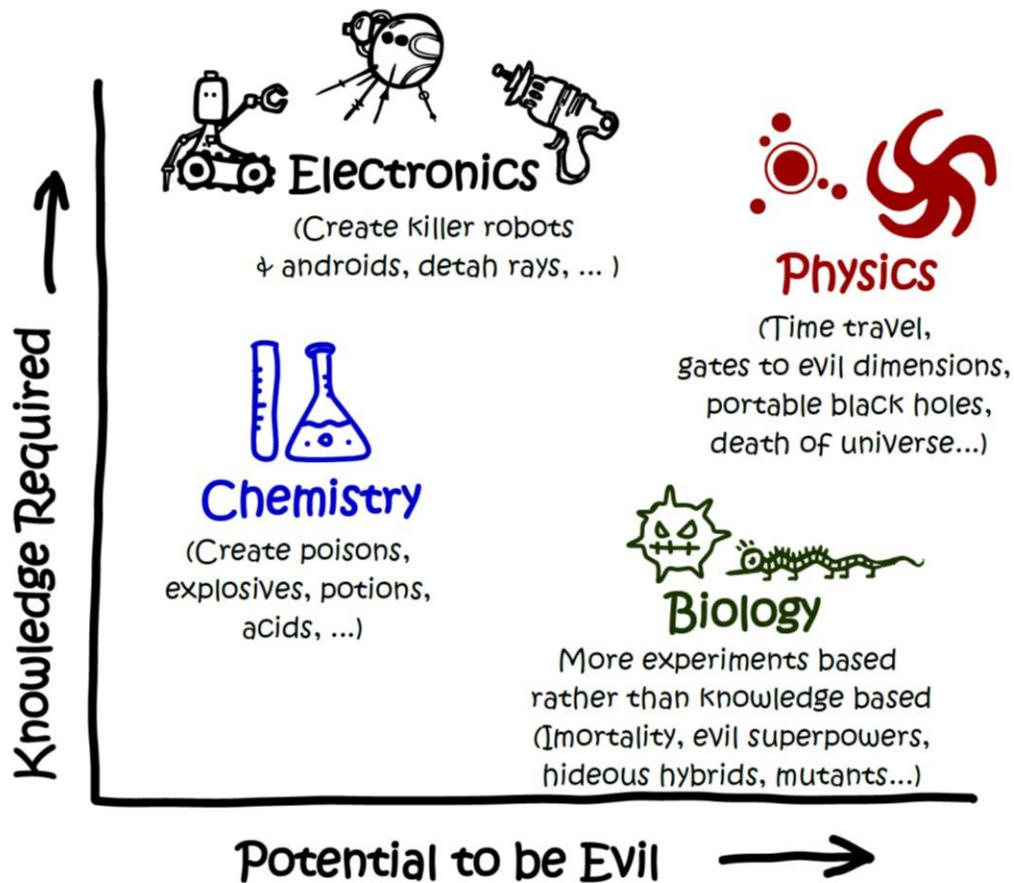 Electronics
(Create killer robots
& androids, detah rays, ... )
Physics
(Time travel,
gates to evil dimensions,
portable black holes,
death of universe...)
Chemistry
(Create poisons,
explosives, potions,
acids, ...)
Biology
More experiments based
rather than knowledge based
(Imortality, evil superpowers,
hideous hybrids, mutants...)
Knowledge Required
Potential to be Evil